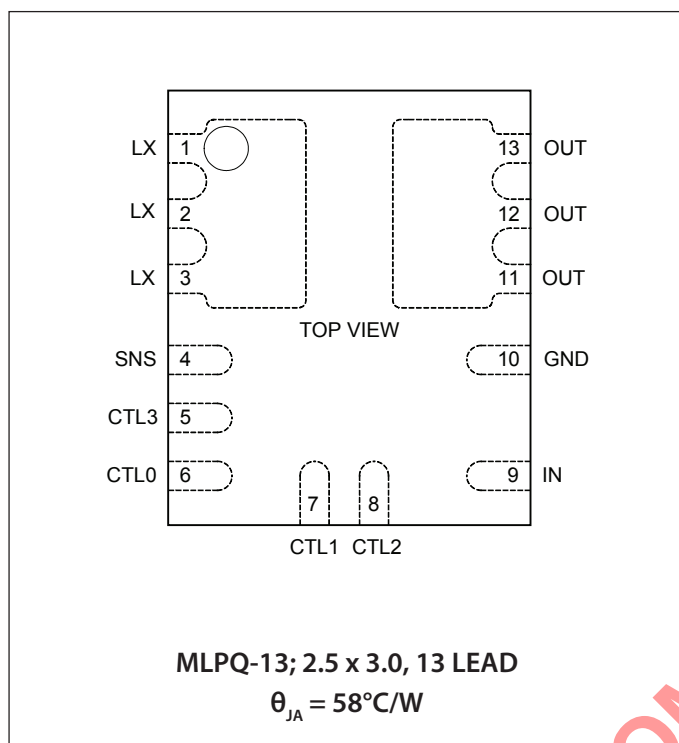 LX 1 13 OUT
LX 2 12 OUT
LX 3 11 OUT
TOP VIEW
SNS 4 10 GND
CTL3 5
CTL0 6 9 IN
7 8
CTL1 CTL2
MLPQ-13; 2.5 x 3.0, 13 LEAD
θJA = 58°C/W